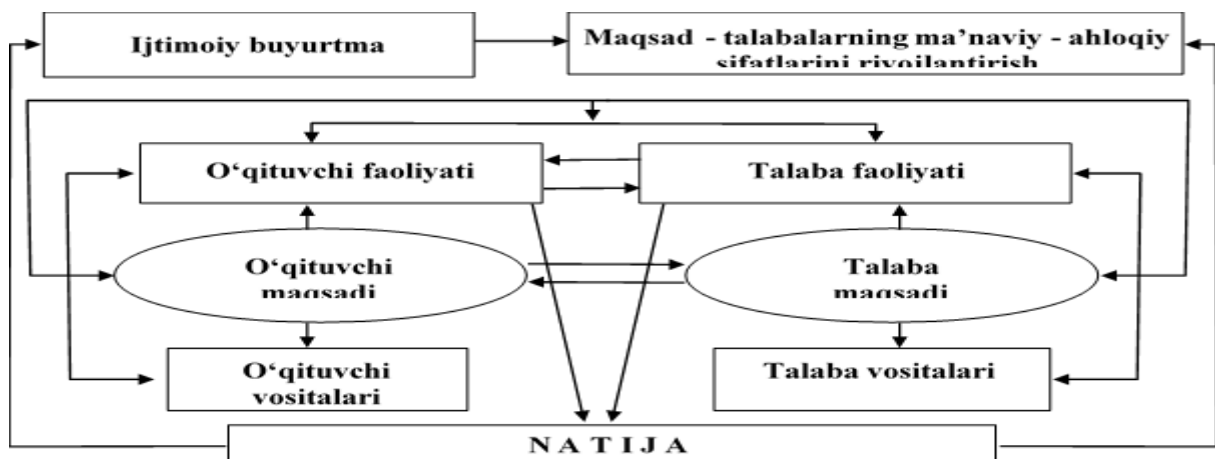 Ijtimoiy buyurtma
Maqsad - talabalarning ma’naviy - ahloqiy
sifatlarini rivojlantirish
O‘qituvchi faoliyati
Talaba faoliyati
O‘qituvchi
maqsadi
Talaba
maqsadi
O‘qituvchi
vositalari
Talaba vositalari
N A T I J A